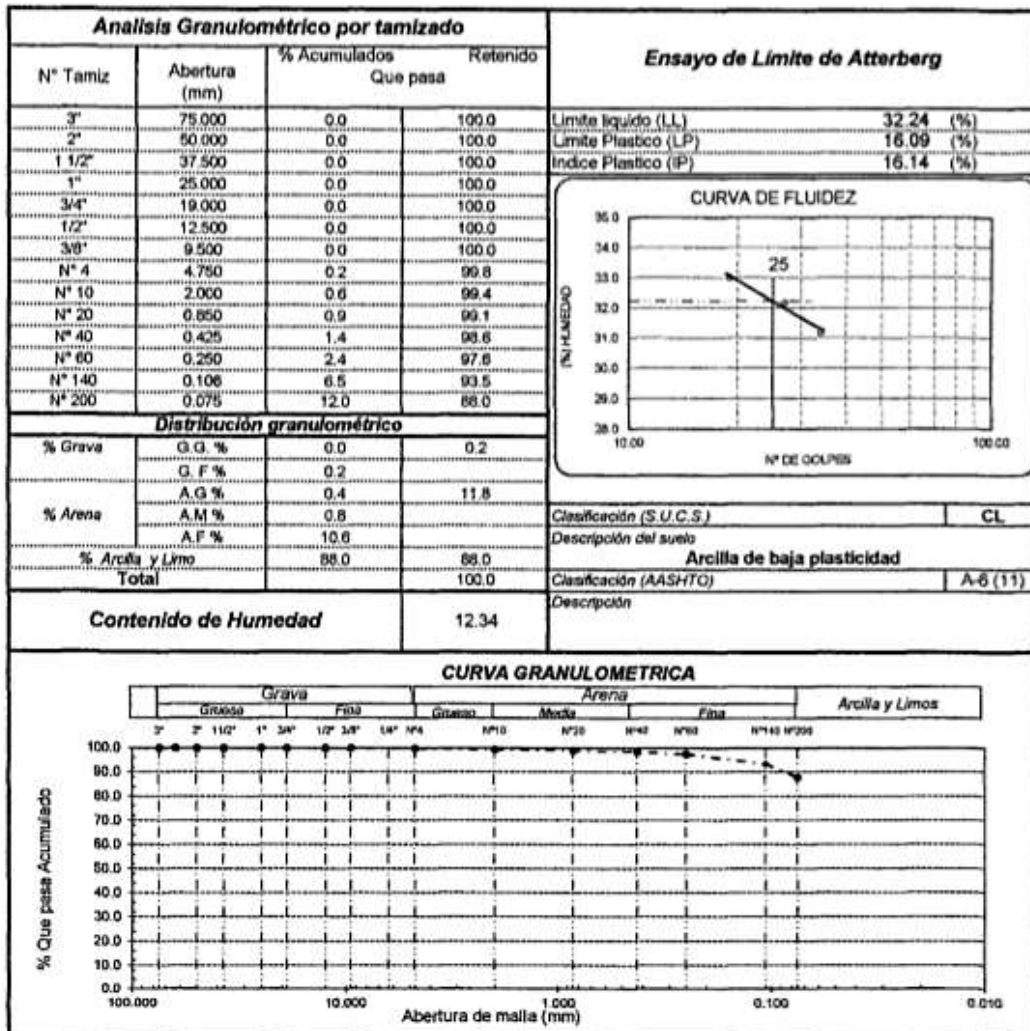 Analisis Granulométrico por tamizado
N° Tamiz Abertura (mm) % Acumulados Retenido Que pasa
3" 75.000 0.0 100.0
2" 50.000 0.0 100.0
1 1/2" 37.500 0.0 100.0
1" 25.000 0.0 100.0
3/4" 19.000 0.0 100.0
1/2" 12.500 0.0 100.0
3/8" 9.500 0.0 100.0
N° 4 4.750 0.2 99.8
N° 10 2.000 0.6 99.4
N° 20 0.850 0.9 99.1
N° 40 0.425 1.4 98.6
N° 60 0.250 2.4 97.6
N° 140 0.106 6.5 93.5
N° 200 0.075 12.0 88.0
Distribución granulométrico
% Grava G.G. % 0.0 0.2
G. F % 0.2
% Arena A.G % 0.4 11.8
A.M % 0.8
A.F % 10.6
% Arcilla y Limo 88.0 88.0
Total 100.0
Contenido de Humedad 12.34
Ensayo de Límite de Atterberg
Limite liquido (LL) 32.24 (%)
Limite Plastico (LP) 16.09 (%)
Indice Plastico (IP) 16.14 (%)
CURVA DE FLUIDEZ
35.0
34.0
33.0
32.0
31.0
30.0
29.0
28.0
25
(%) HUMEDAD
10.00 100.00
N° DE GOLPES
Clasificación (S.U.C.S.) CL
Descripción del suelo
Arcilla de baja plasticidad
Clasificación (AASHTO) A-6 (11)
Descripción
CURVA GRANULOMETRICA
Grava Arena Arcilla y Limos
Gruesa Fina Grueso Media Fina
3" 2" 11/2" 1" 3/4" 1/2" 3/8" 1/4" N°4 N°10 N°20 N°40 N°60 N°140 N°200
100.0
90.0
80.0
70.0
60.0
50.0
40.0
30.0
20.0
10.0
0.0
% Que pasa Acumulado
100.000 10.000 1.000 0.100 0.010
Abertura de malla (mm)